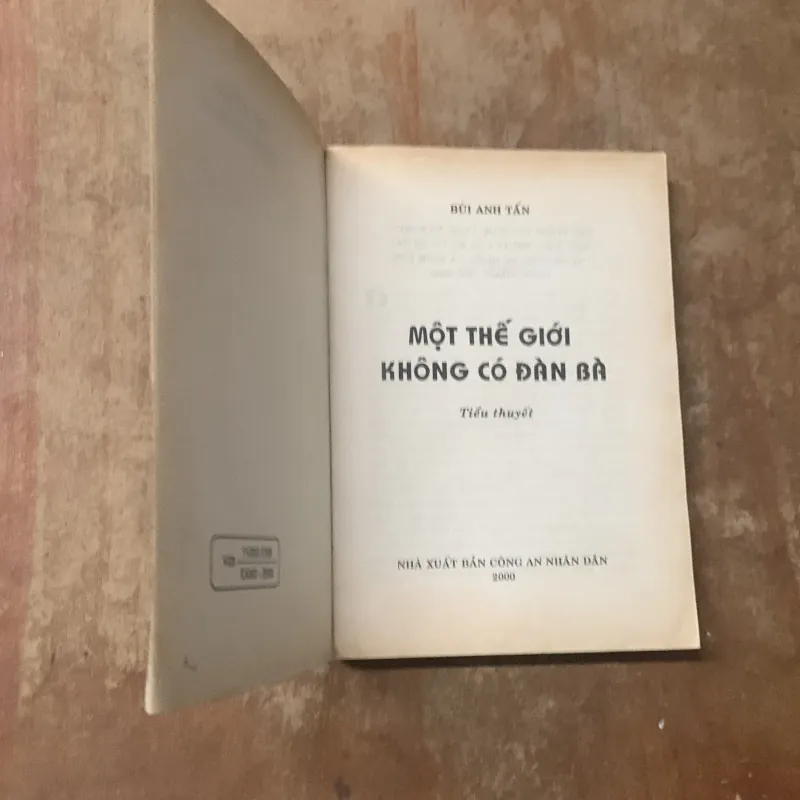 BÙI ANH TẤN
MỘT THẾ GIỚI
KHÔNG CÓ ĐÀN BÀ
Tiểu thuyết
NHÀ XUẤT BẢN CÔNG AN NHÂN DÂN
2000